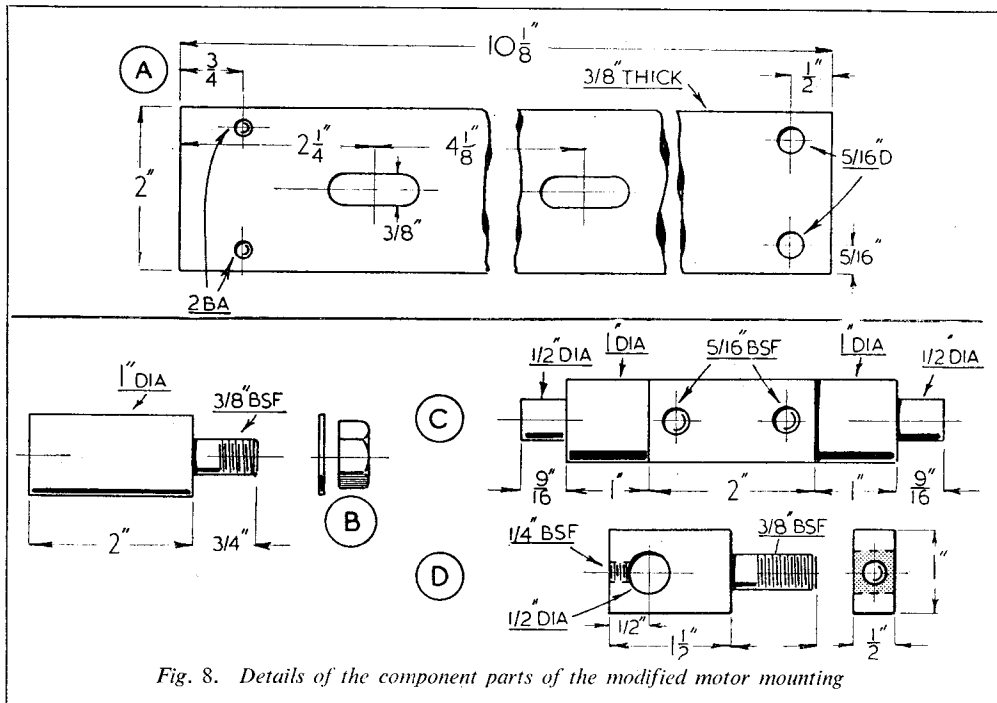 10 1/8"
A
3/4
3/8" THICK
1/2"
2"
2 1/4"
4 1/8"
5/16" D
3/8"
5/16"
2BA
1" DIA
3/8" BSF
2"
3/4"
B
C
1/2" DIA
1" DIA
5/16" BSF
1" DIA
1/2" DIA
9/16"
1"
2"
1"
9/16"
D
1/4" BSF
3/8" BSF
1/2" DIA
1/2"
1 1/2"
1/2"
1"
Fig. 8. Details of the component parts of the modified motor mounting